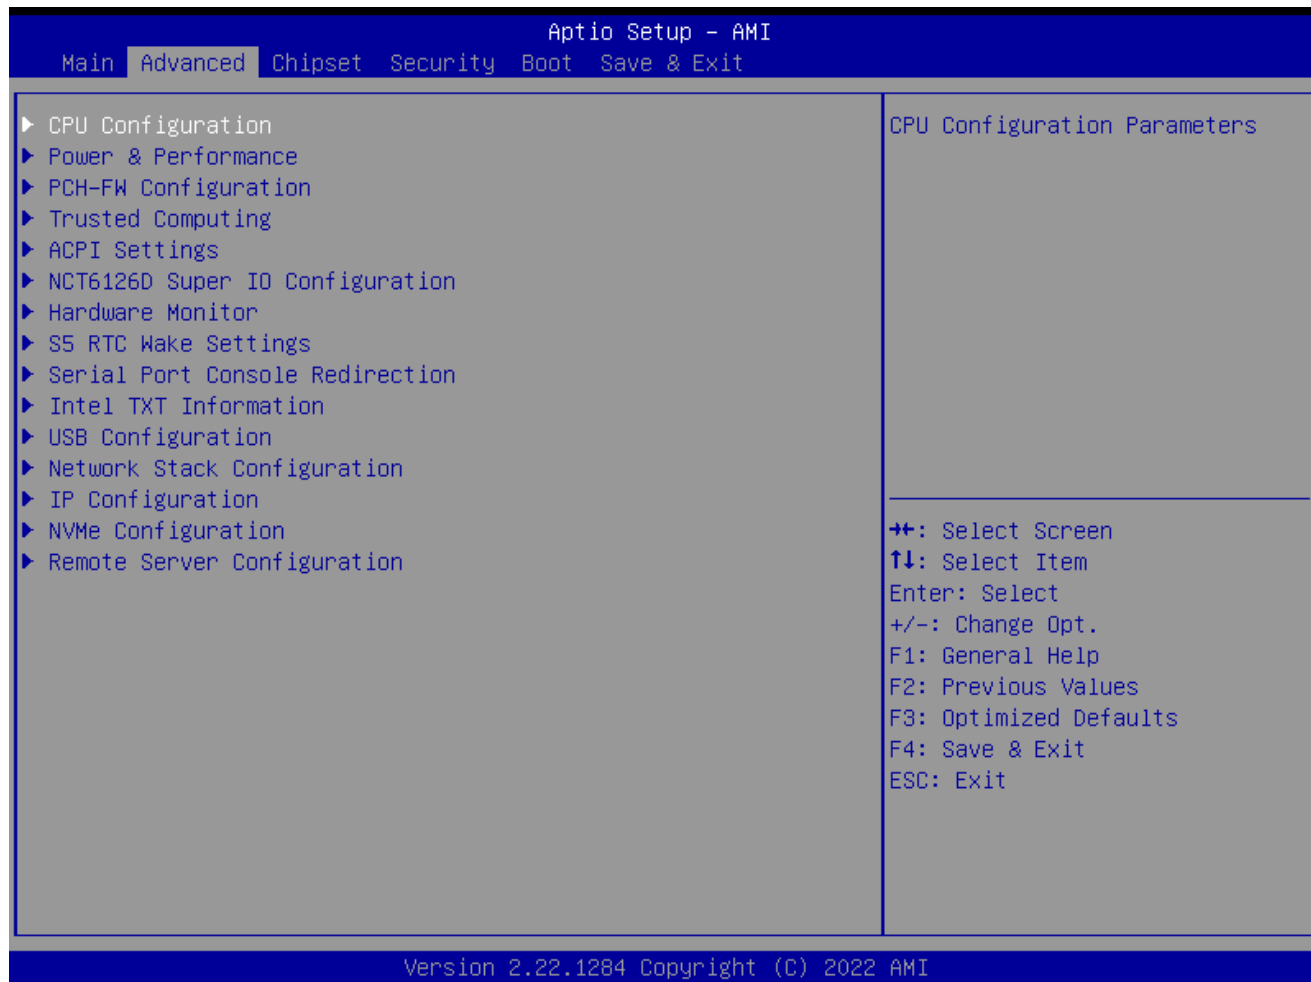 Aptio Setup – AMI
Main Advanced Chipset Security Boot Save & Exit
▶ CPU Configuration
▶ Power & Performance
▶ PCH-FW Configuration
▶ Trusted Computing
▶ ACPI Settings
▶ NCT6126D Super IO Configuration
▶ Hardware Monitor
▶ S5 RTC Wake Settings
▶ Serial Port Console Redirection
▶ Intel TXT Information
▶ USB Configuration
▶ Network Stack Configuration
▶ IP Configuration
▶ NVMe Configuration
▶ Remote Server Configuration
CPU Configuration Parameters
→←: Select Screen
↑↓: Select Item
Enter: Select
+/-: Change Opt.
F1: General Help
F2: Previous Values
F3: Optimized Defaults
F4: Save & Exit
ESC: Exit
Version 2.22.1284 Copyright (C) 2022 AMI